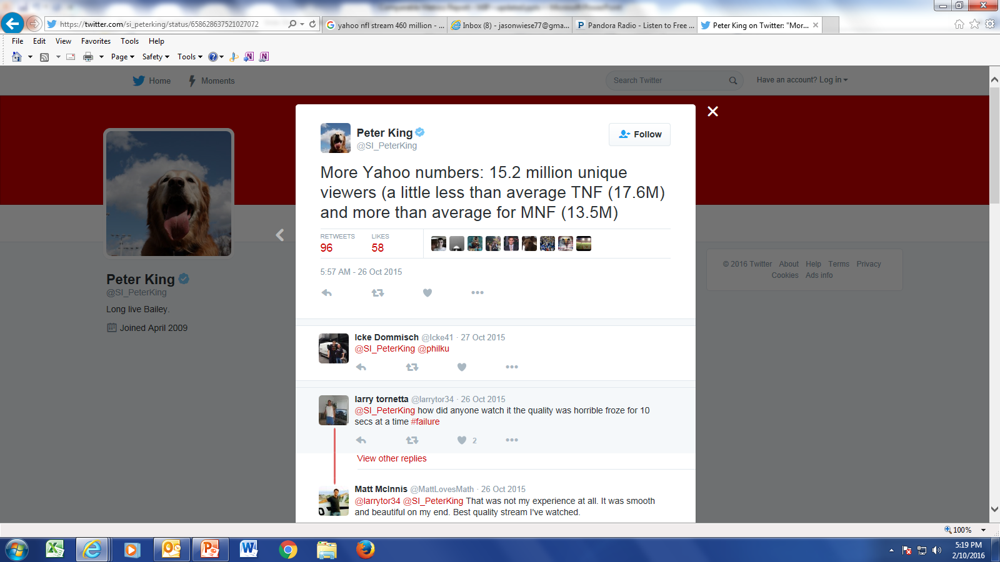 https://twitter.com/si_peterking/status/658628637521027072
yahoo nfl stream 460 million - ...
Inbox (8) - jasonwiese77@gma...
Pandora Radio - Listen to Free ...
Peter King on Twitter: "Mor...
File Edit View Favorites Tools Help
Page Safety Tools
Home Moments
Search Twitter
Have an account? Log in
Peter King
@SI_PeterKing
Follow
More Yahoo numbers: 15.2 million unique
viewers (a little less than average TNF (17.6M)
and more than average for MNF (13.5M)
RETWEETS LIKES
96 58
5:57 AM - 26 Oct 2015
Peter King
@SI_PeterKing
Long live Bailey.
Joined April 2009
© 2016 Twitter About Help Terms Privacy
Cookies Ads info
Icke Dommisch @Icke41 · 27 Oct 2015
@SI_PeterKing @philku
larry tornetta @larrytor34 · 26 Oct 2015
@SI_PeterKing how did anyone watch it the quality was horrible froze for 10
secs at a time #failure
2
View other replies
Matt McInnis @MattLovesMath · 26 Oct 2015
@larrytor34 @SI_PeterKing That was not my experience at all. It was smooth
and beautiful on my end. Best quality stream I've watched.
100%
5:19 PM
2/10/2016